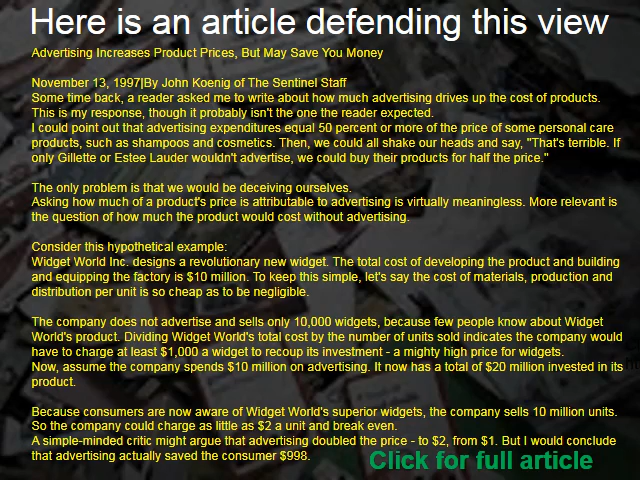 Here is an article defending this view
Advertising Increases Product Prices, But May Save You Money
November 13, 1997|By John Koenig of The Sentinel Staff
Some time back, a reader asked me to write about how much advertising drives up the cost of products.
This is my response, though it probably isn't the one the reader expected.
I could point out that advertising expenditures equal 50 percent or more of the price of some personal care
products, such as shampoos and cosmetics. Then, we could all shake our heads and say, "That's terrible. If
only Gillette or Estee Lauder wouldn't advertise, we could buy their products for half the price."
The only problem is that we would be deceiving ourselves.
Asking how much of a product's price is attributable to advertising is virtually meaningless. More relevant is
the question of how much the product would cost without advertising.
Consider this hypothetical example:
Widget World Inc. designs a revolutionary new widget. The total cost of developing the product and building
and equipping the factory is $10 million. To keep this simple, let's say the cost of materials, production and
distribution per unit is so cheap as to be negligible.
The company does not advertise and sells only 10,000 widgets, because few people know about Widget
World's product. Dividing Widget World's total cost by the number of units sold indicates the company would
have to charge at least $1,000 a widget to recoup its investment - a mighty high price for widgets.
Now, assume the company spends $10 million on advertising. It now has a total of $20 million invested in its
product.
Because consumers are now aware of Widget World's superior widgets, the company sells 10 million units.
So the company could charge as little as $2 a unit and break even.
A simple-minded critic might argue that advertising doubled the price - to $2, from $1. But I would conclude
that advertising actually saved the consumer $998.
Click for full article